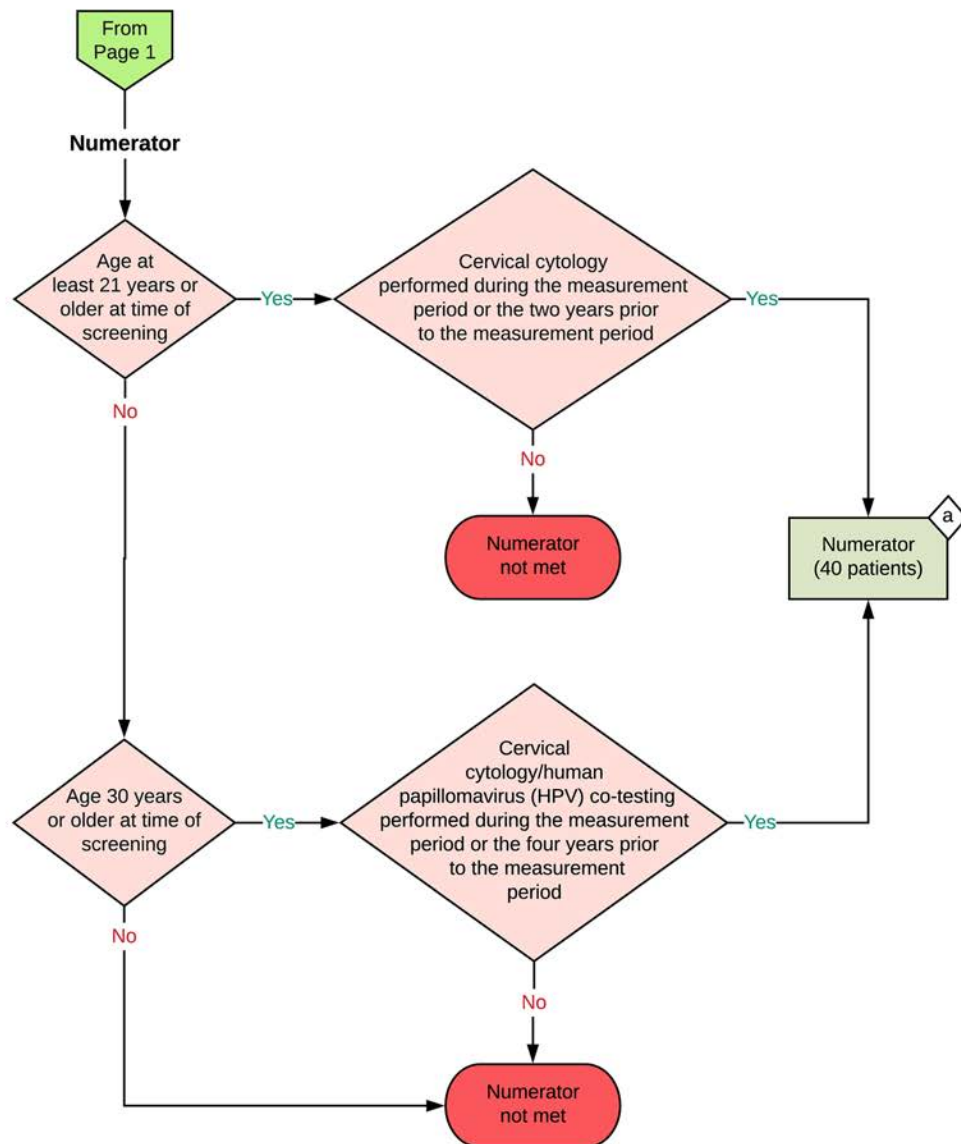 From
Page 1
Numerator
Age at
least 21 years or
older at time of
screening
Yes
Cervical cytology
performed during the measurement
period or the two years prior
to the measurement period
Yes
No
No
Numerator
not met
a
Numerator
(40 patients)
Age 30 years
or older at time of
screening
Yes
Cervical
cytology/human
papillomavirus (HPV) co-testing
performed during the measurement
period or the four years prior
to the measurement
period
Yes
No
No
Numerator
not met